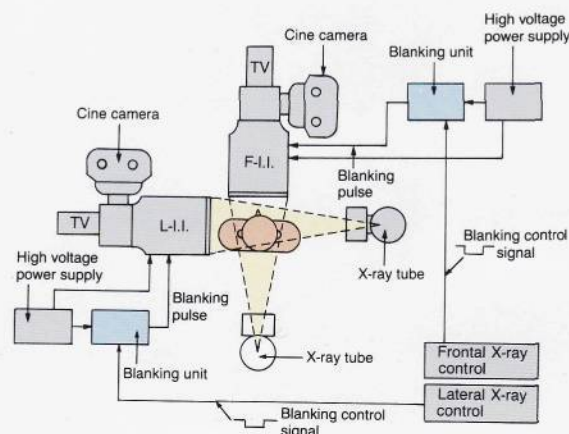 Cine camera
TV
Blanking unit
High voltage
power supply
Cine camera
F-I.I.
Blanking
pulse
TV
L-I.I.
Blanking control
signal
X-ray tube
High voltage
power supply
Blanking
pulse
Blanking unit
X-ray tube
Frontal X-ray
control
Lateral X-ray
control
Blanking control
signal